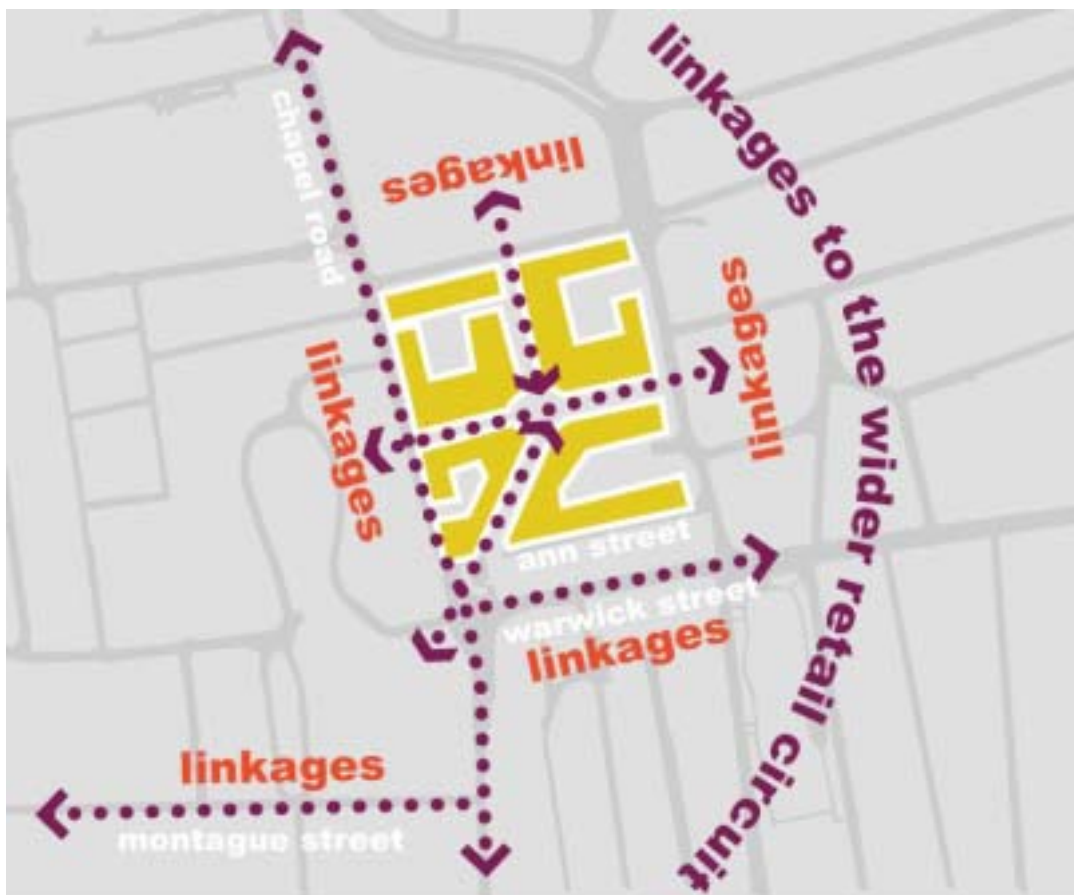 linkages to the wider retail circuit
chapel road
linkages
linkages
linkages
ann street
warwick street
linkages
linkages
montague street